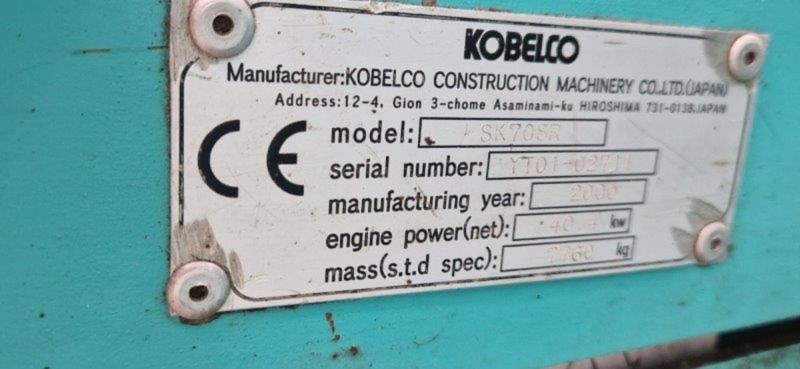 KOBELCO
Manufacturer:KOBELCO CONSTRUCTION MACHINERY CO.,LTD.(JAPAN)
Address:12-4, Gion 3-chome Asaminami-ku HIROSHIMA 731-0138.JAPAN
CE
model: SK70SR
serial number:
manufacturing year: 2000
engine power(net): kw
mass(s.t.d spec): kg